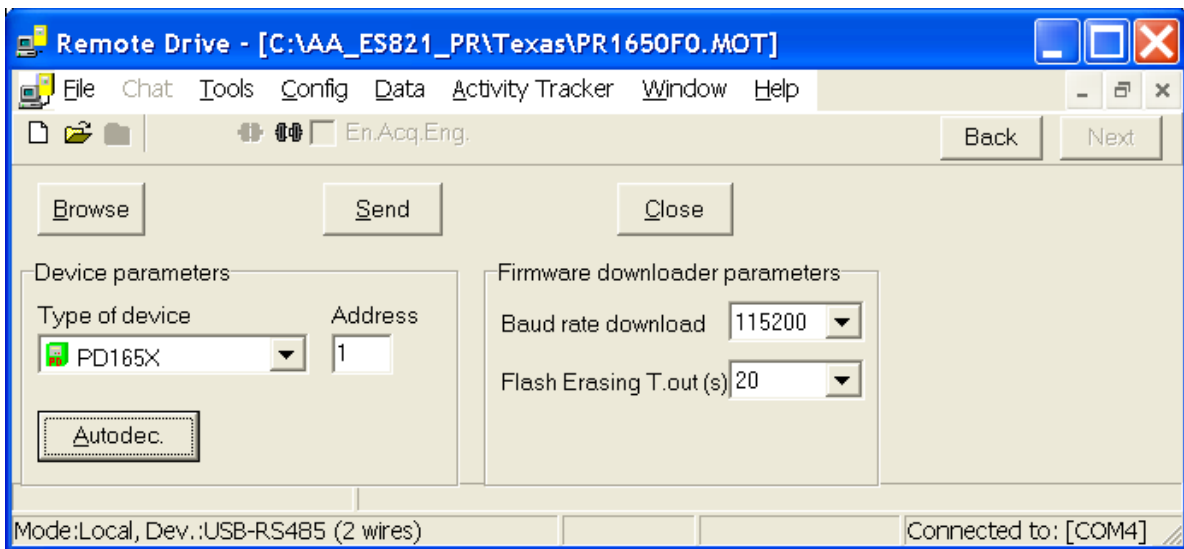 Remote Drive - [C:\AA_ES821_PR\Texas\PR1650F0.MOT]
File Chat Tools Config Data Activity Tracker Window Help
En.Acq.Eng. Back Next
Browse Send Close
Device parameters Firmware downloader parameters
Type of device Address
Baud rate download 115200
PD165X 1
Flash Erasing T.out (s) 20
Autodec.
Mode:Local, Dev.:USB-RS485 (2 wires) Connected to: [COM4]